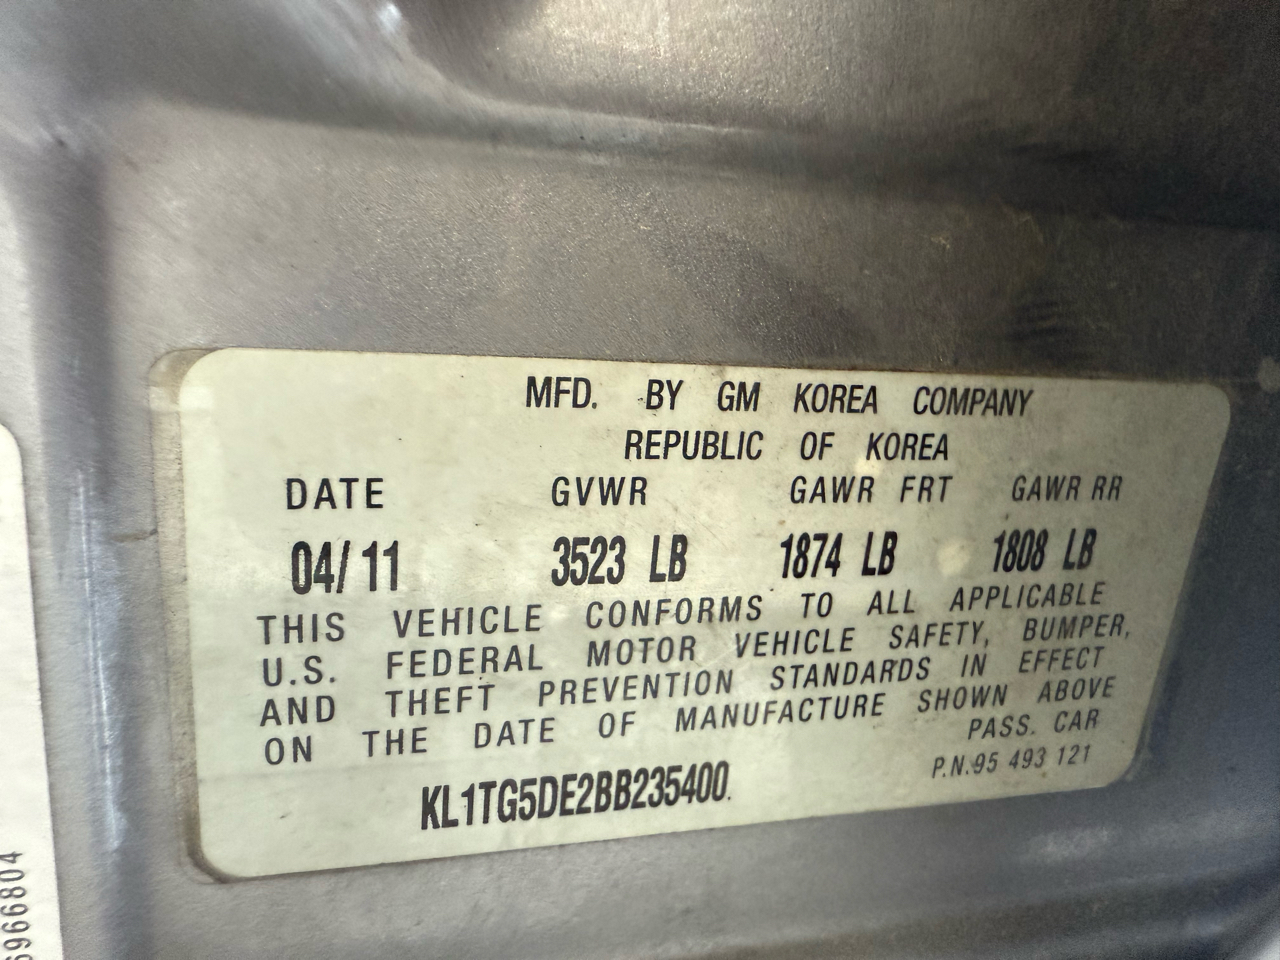 MFD. BY GM KOREA COMPANY
REPUBLIC OF KOREA
DATE GVWR GAWR FRT GAWR RR
04/11 3523 LB 1874 LB 1808 LB
THIS VEHICLE CONFORMS TO ALL APPLICABLE
U.S. FEDERAL MOTOR VEHICLE SAFETY, BUMPER,
AND THEFT PREVENTION STANDARDS IN EFFECT
ON THE DATE OF MANUFACTURE SHOWN ABOVE
PASS. CAR
KL1TG5DE2BB235400
P.N.95 493 121
6966804